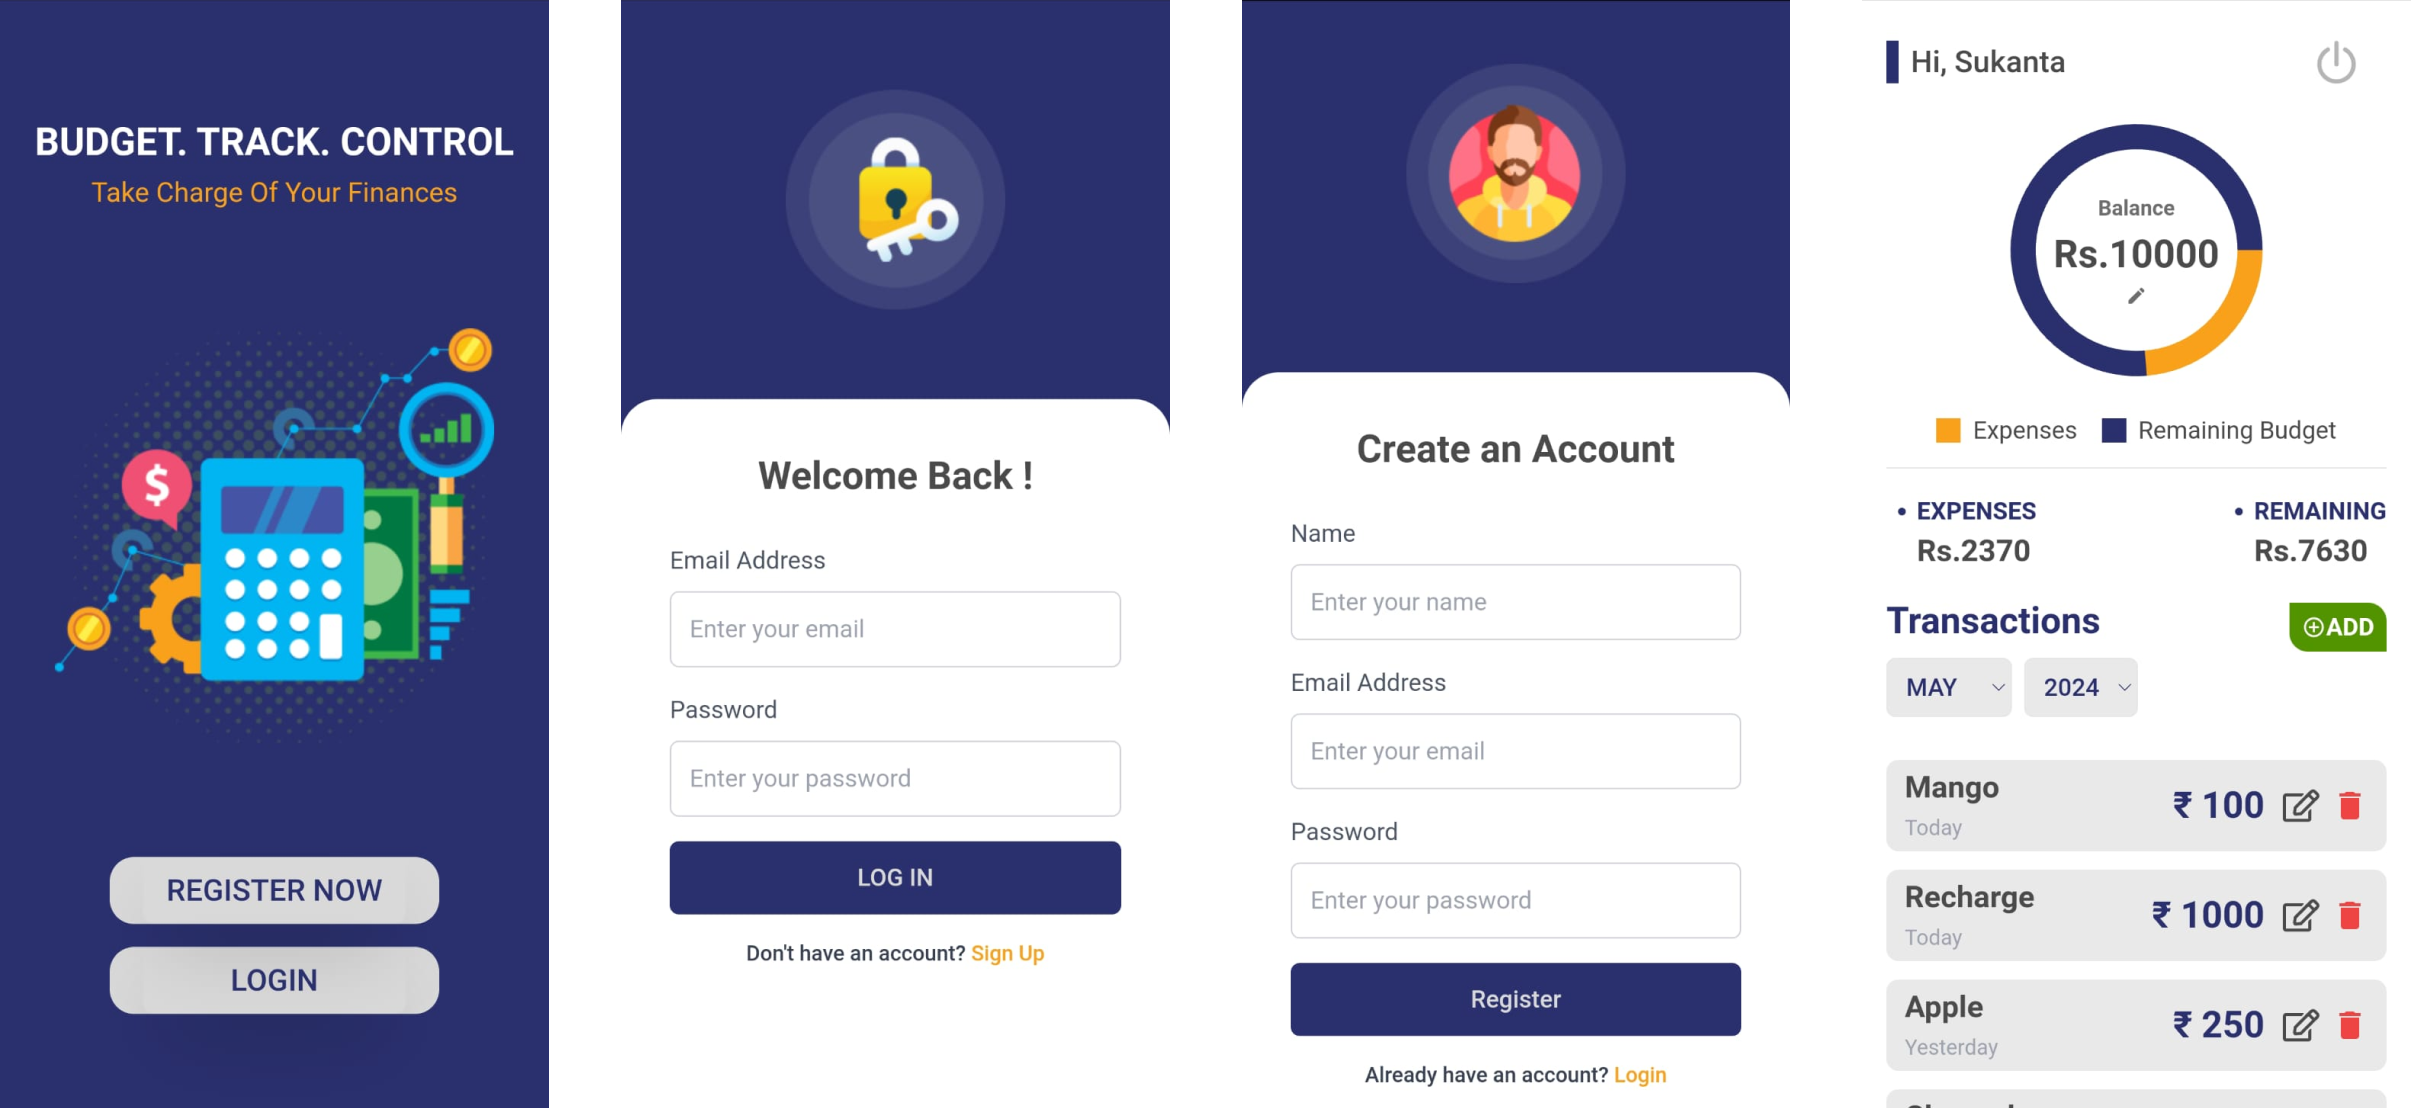 BUDGET. TRACK. CONTROL
Take Charge Of Your Finances
$
REGISTER NOW
LOGIN
Welcome Back !
Email Address
Enter your email
Password
Enter your password
LOG IN
Don't have an account? Sign Up
Create an Account
Name
Enter your name
Email Address
Enter your email
Password
Enter your password
Register
Already have an account? Login
Hi, Sukanta
Balance
Rs.10000
Expenses Remaining Budget
• EXPENSES • REMAINING
Rs.2370 Rs.7630
Transactions ADD
MAY 2024
Mango ₹ 100
Today
Recharge ₹ 1000
Today
Apple ₹ 250
Yesterday